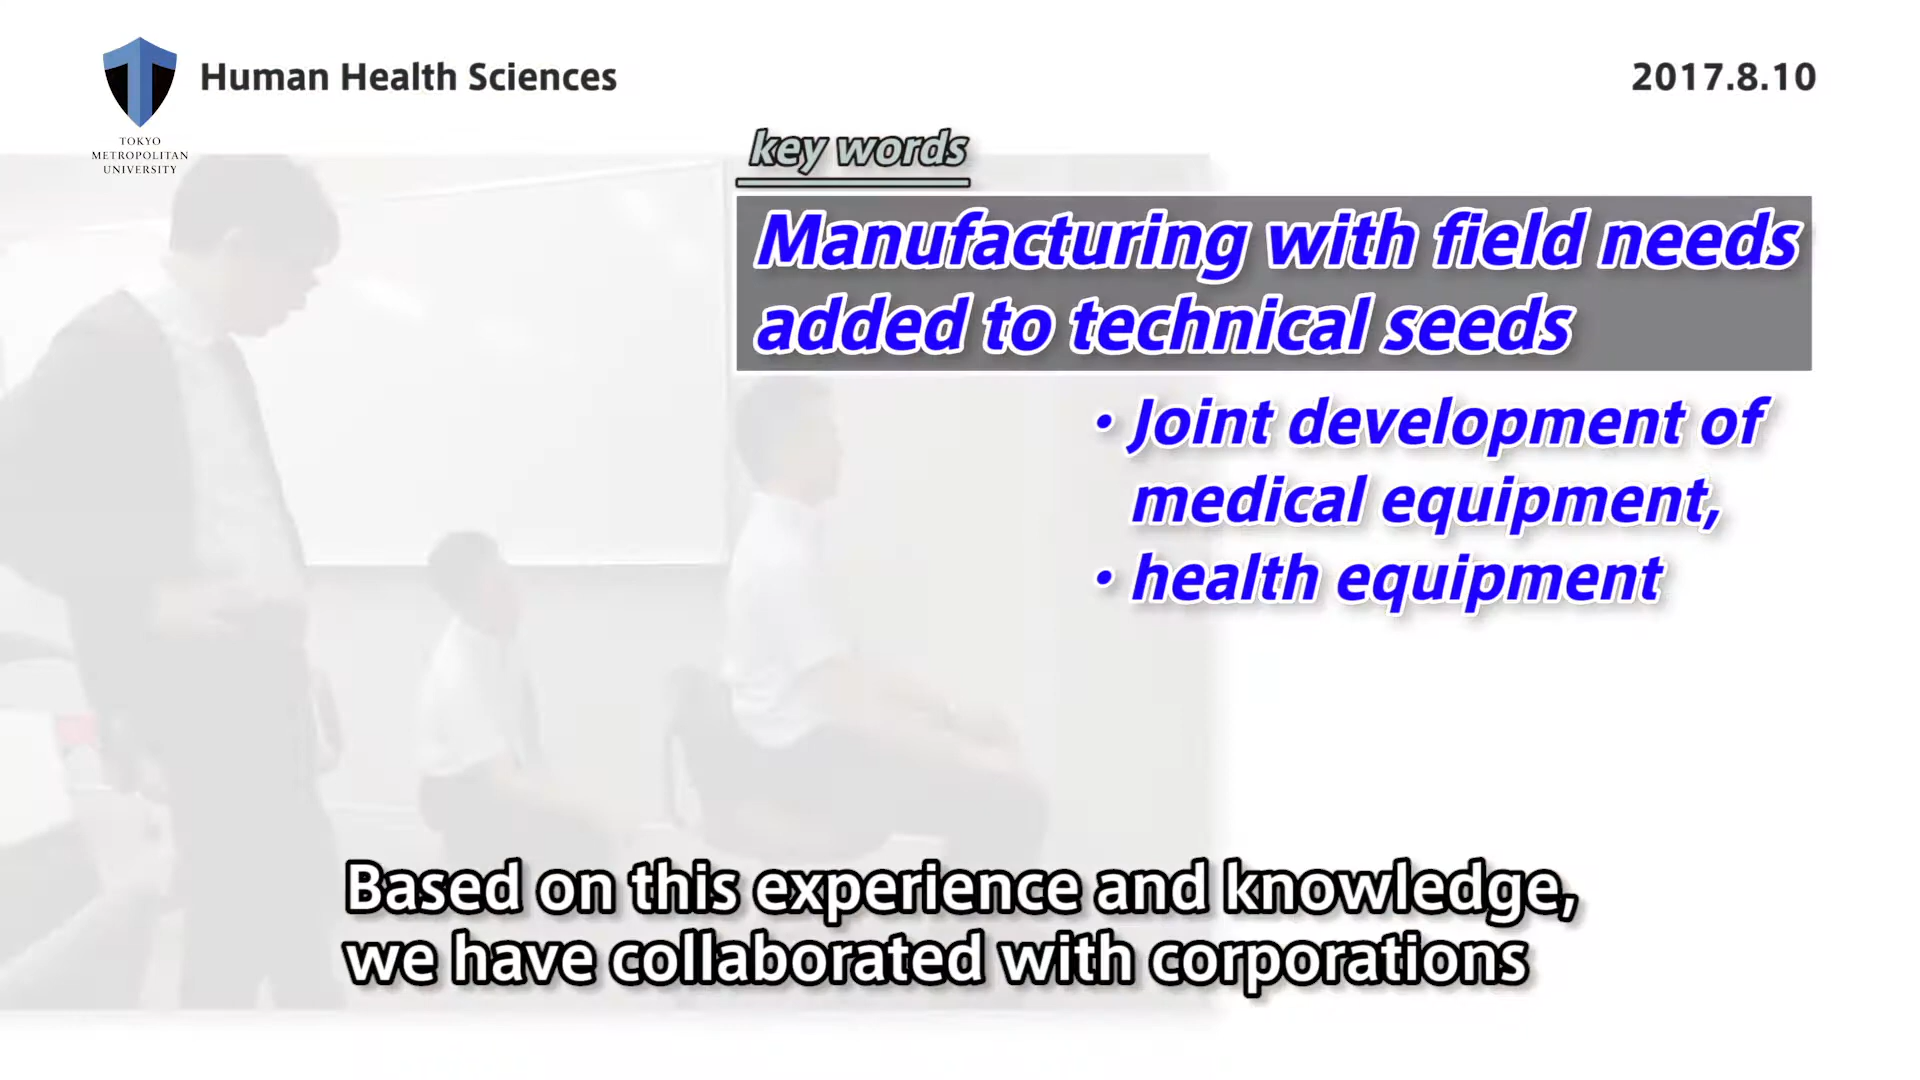 Human Health Sciences
2017.8.10
TOKYO
METROPOLITAN
UNIVERSITY
key words
Manufacturing with field needs
added to technical seeds
・Joint development of
medical equipment,
・health equipment
Based on this experience and knowledge,
we have collaborated with corporations